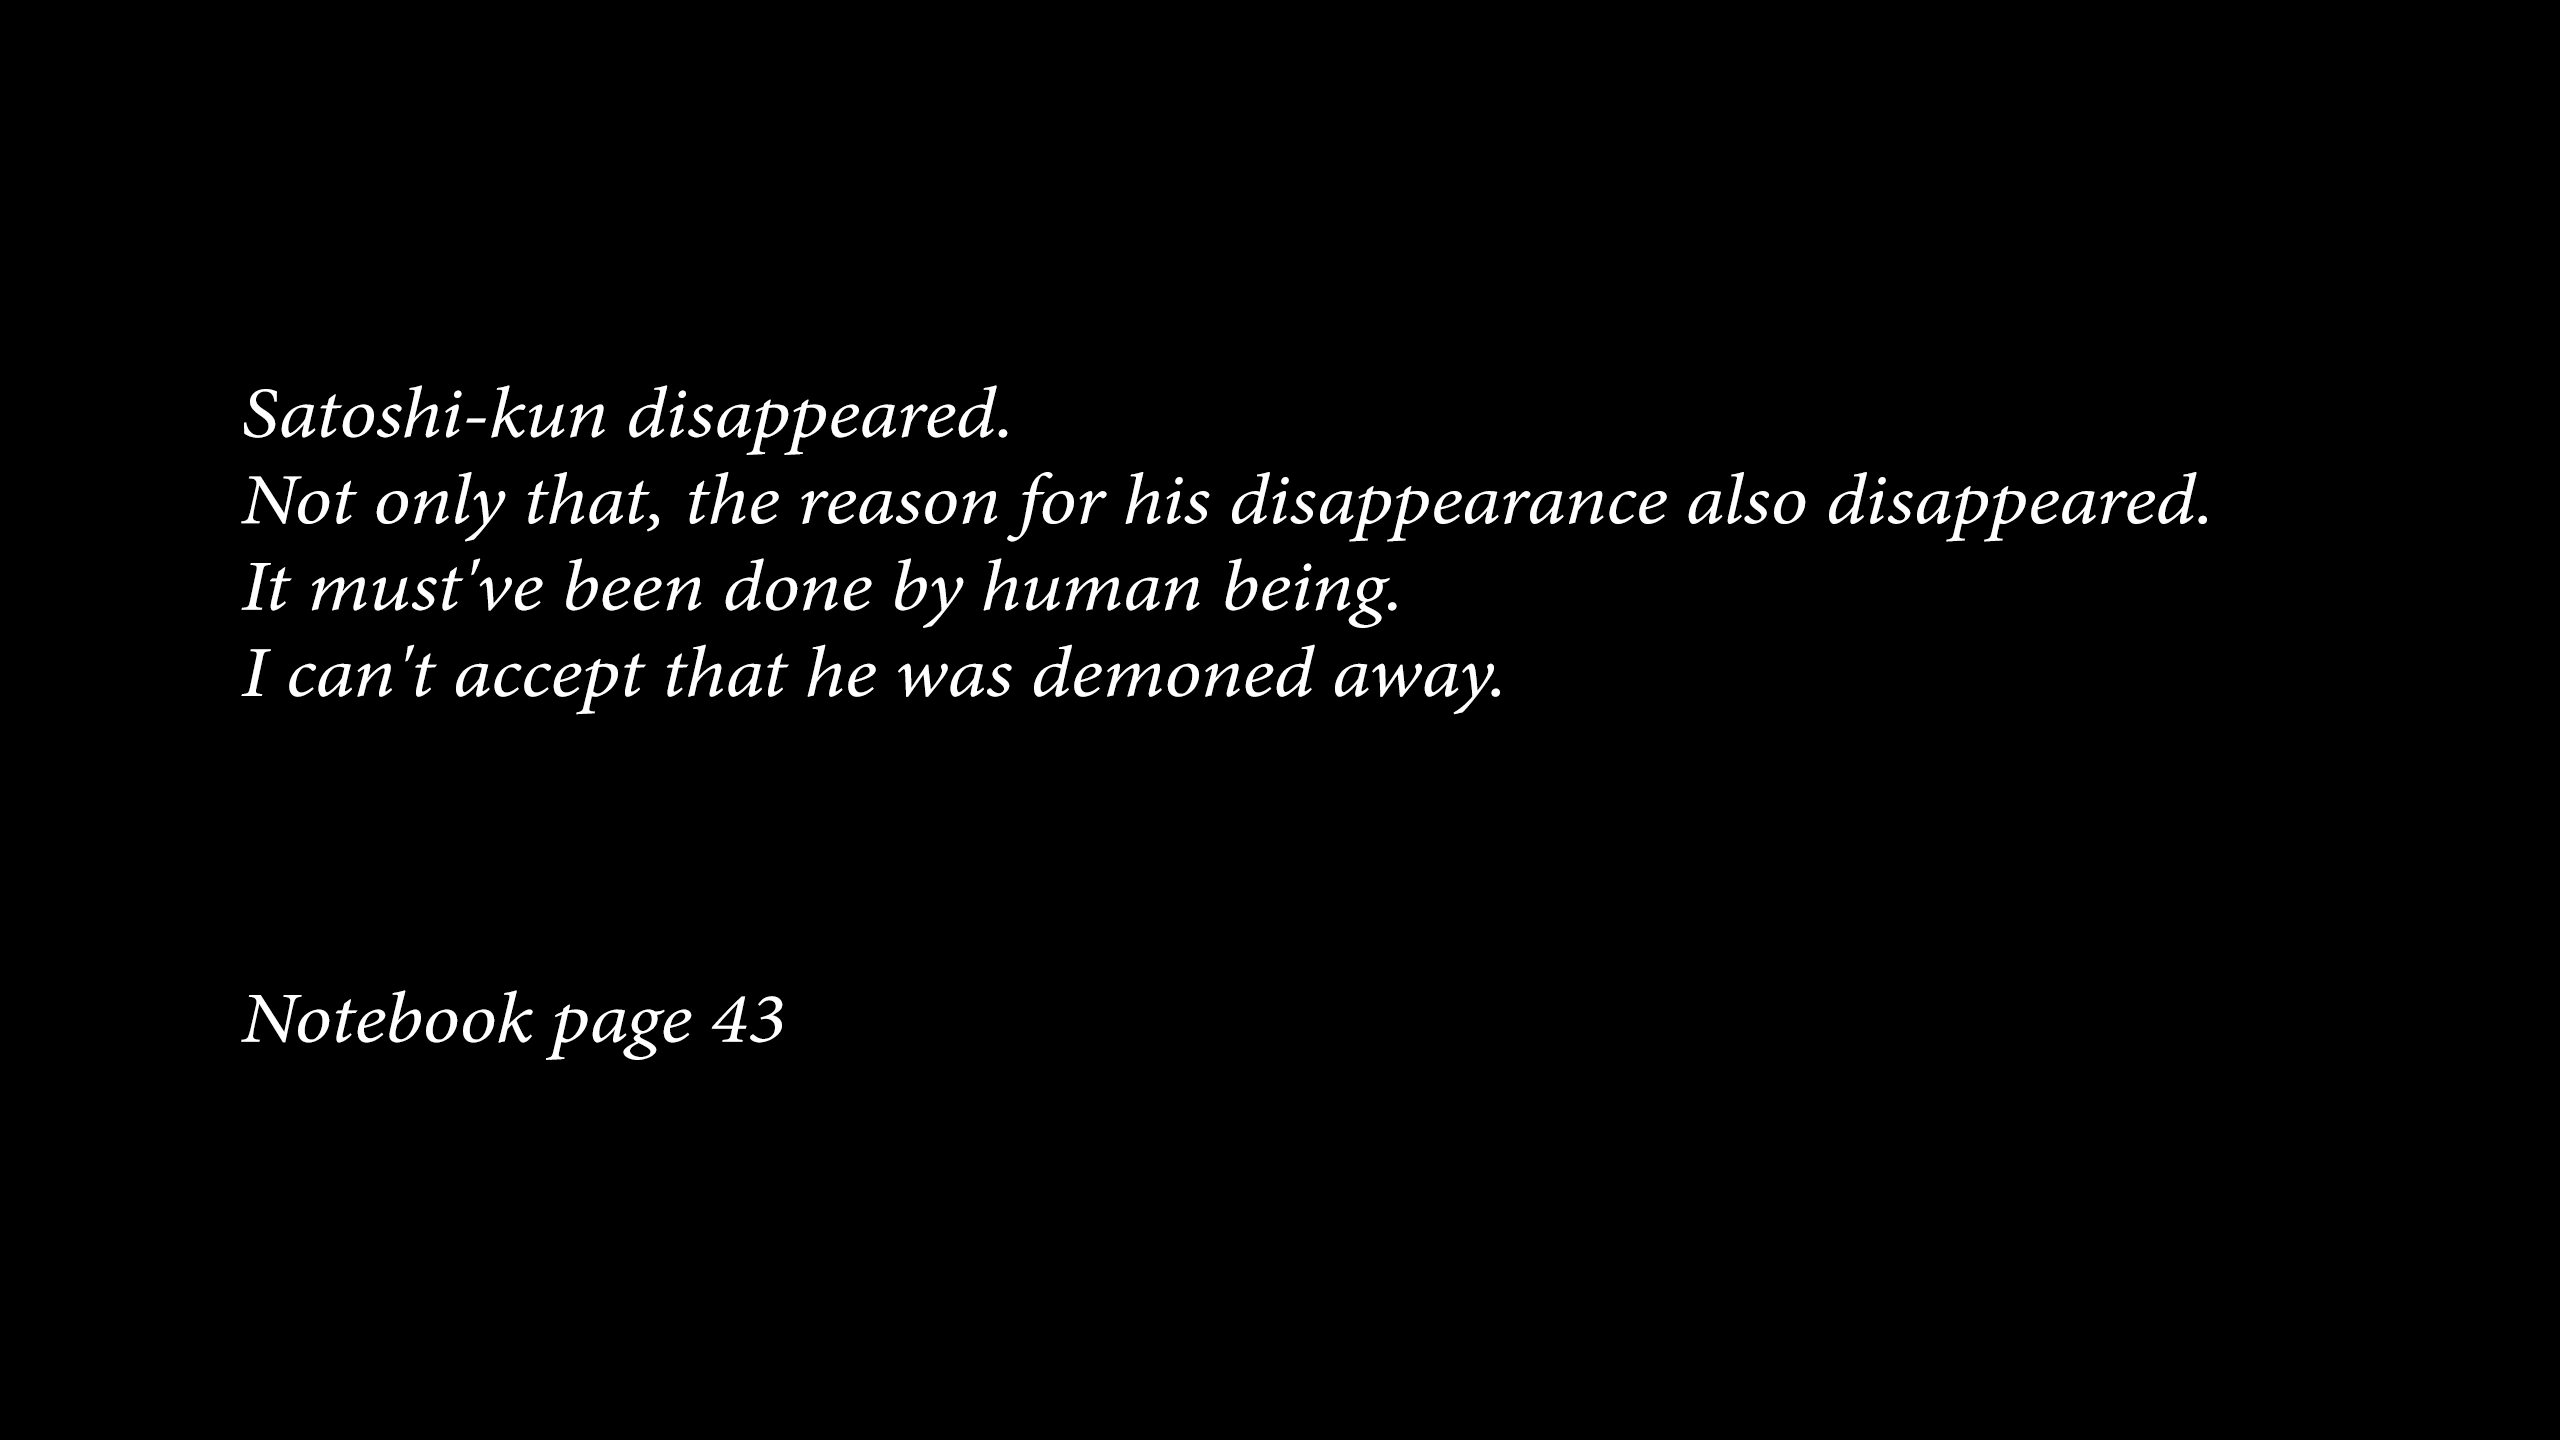 Satoshi-kun disappeared.
Not only that, the reason for his disappearance also disappeared.
It must've been done by human being.
I can't accept that he was demoned away.
Notebook page 43